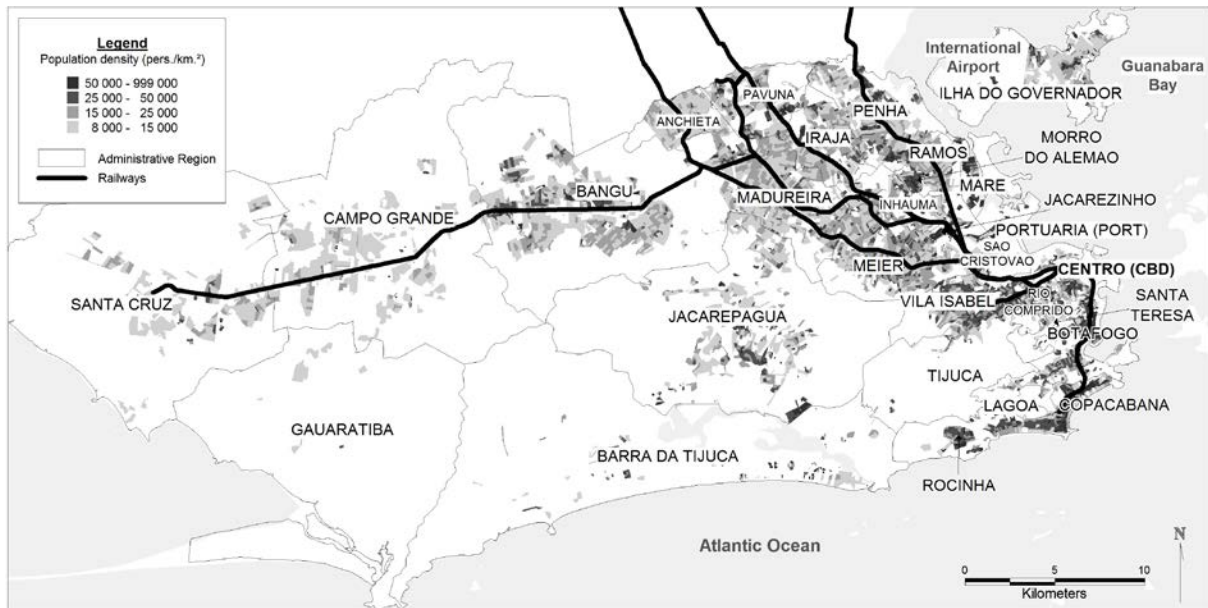 Legend
Population density (pers./km.²)
50 000 - 999 000
25 000 - 50 000
15 000 - 25 000
8 000 - 15 000
Administrative Region
Railways
International
Airport
Guanabara
Bay
ILHA DO GOVERNADOR
PAVUNA
ANCHIETA
IRAJA
PENHA
MORRO
DO ALEMAO
RAMOS
MARE
BANGU
MADUREIRA
INHAUMA
JACAREZINHO
CAMPO GRANDE
PORTUARIA (PORT)
SAO
CRISTOVAO
MEIER
CENTRO (CBD)
SANTA CRUZ
VILA ISABEL
RIO
COMPRIDO
SANTA
TERESA
JACAREPAGUA
BOTAFOGO
TIJUCA
LAGOA
COPACABANA
GAUARATIBA
BARRA DA TIJUCA
ROCINHA
Atlantic Ocean
N
0 5 10
Kilometers